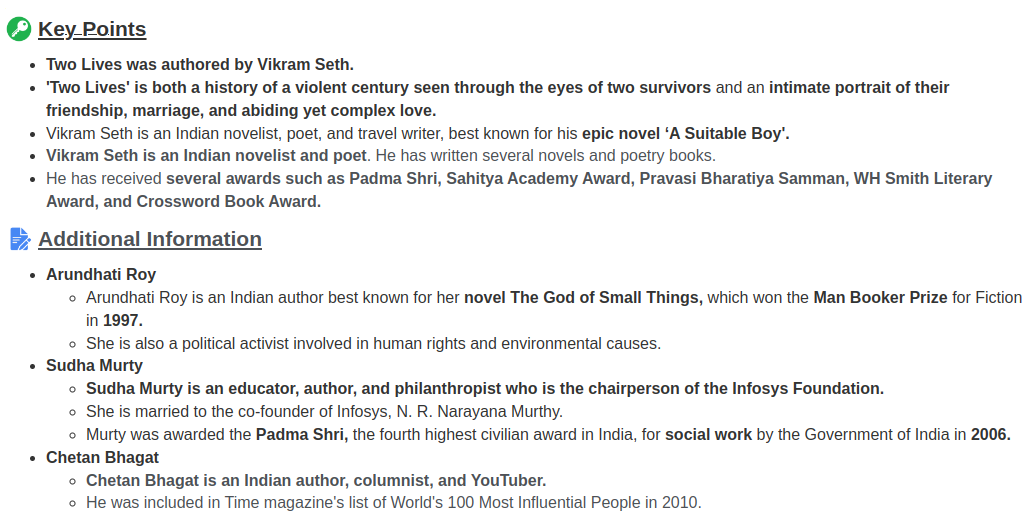 Key Points
Two Lives was authored by Vikram Seth.
'Two Lives' is both a history of a violent century seen through the eyes of two survivors and an intimate portrait of their
friendship, marriage, and abiding yet complex love.
Vikram Seth is an Indian novelist, poet, and travel writer, best known for his epic novel ‘A Suitable Boy'.
Vikram Seth is an Indian novelist and poet. He has written several novels and poetry books.
He has received several awards such as Padma Shri, Sahitya Academy Award, Pravasi Bharatiya Samman, WH Smith Literary
Award, and Crossword Book Award.
Additional Information
Arundhati Roy
Arundhati Roy is an Indian author best known for her novel The God of Small Things, which won the Man Booker Prize for Fiction
in 1997.
She is also a political activist involved in human rights and environmental causes.
Sudha Murty
Sudha Murty is an educator, author, and philanthropist who is the chairperson of the Infosys Foundation.
She is married to the co-founder of Infosys, N. R. Narayana Murthy.
Murty was awarded the Padma Shri, the fourth highest civilian award in India, for social work by the Government of India in 2006.
Chetan Bhagat
Chetan Bhagat is an Indian author, columnist, and YouTuber.
He was included in Time magazine's list of World's 100 Most Influential People in 2010.